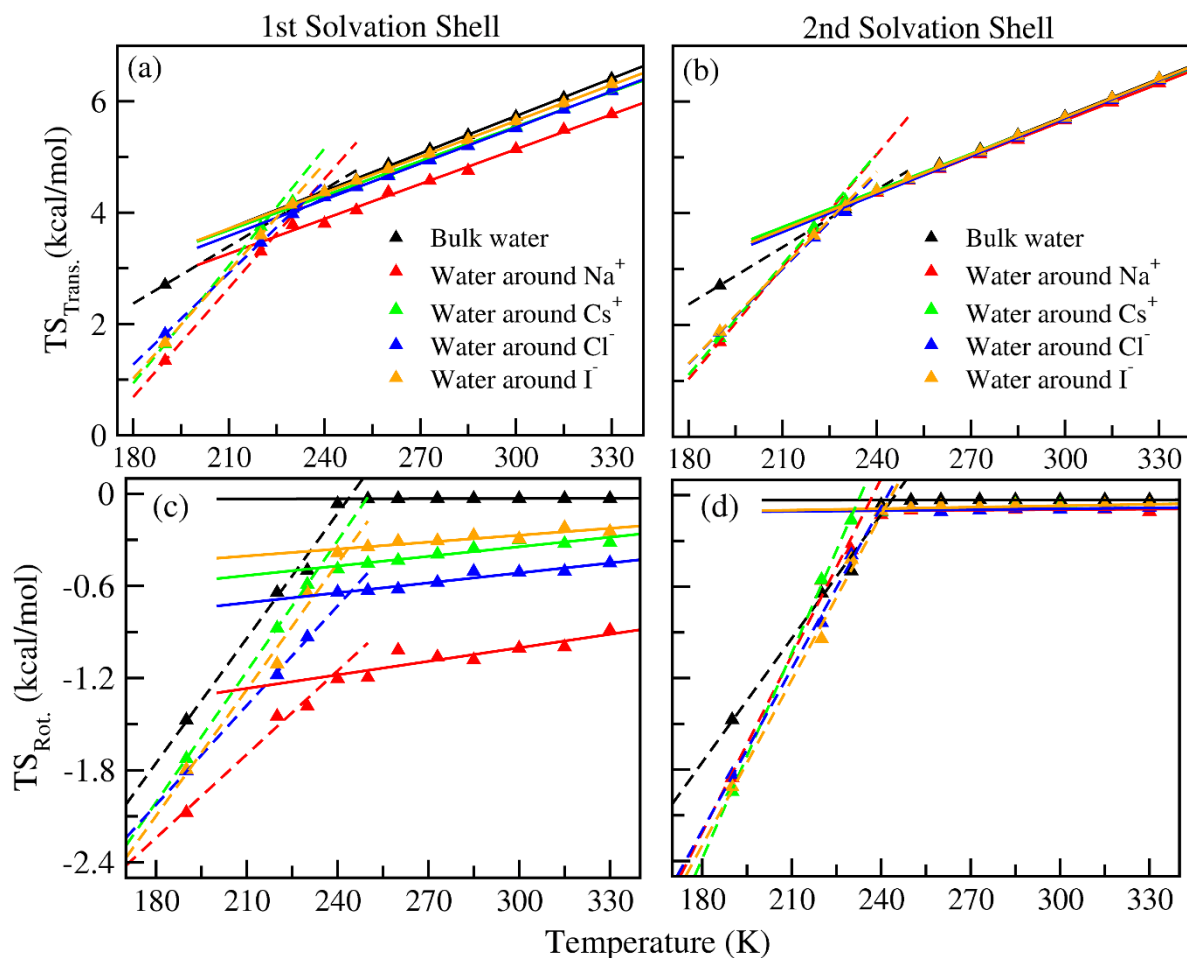 1st Solvation Shell
2nd Solvation Shell
(a)
(b)
TS_Trans. (kcal/mol)
6
4
2
0
Bulk water
Water around Na⁺
Water around Cs⁺
Water around Cl⁻
Water around I⁻
Bulk water
Water around Na⁺
Water around Cs⁺
Water around Cl⁻
Water around I⁻
180 210 240 270 300 330
180 210 240 270 300 330
(c)
(d)
TS_Rot. (kcal/mol)
0
-0.6
-1.2
-1.8
-2.4
180 210 240 270 300 330
180 210 240 270 300 330
Temperature (K)